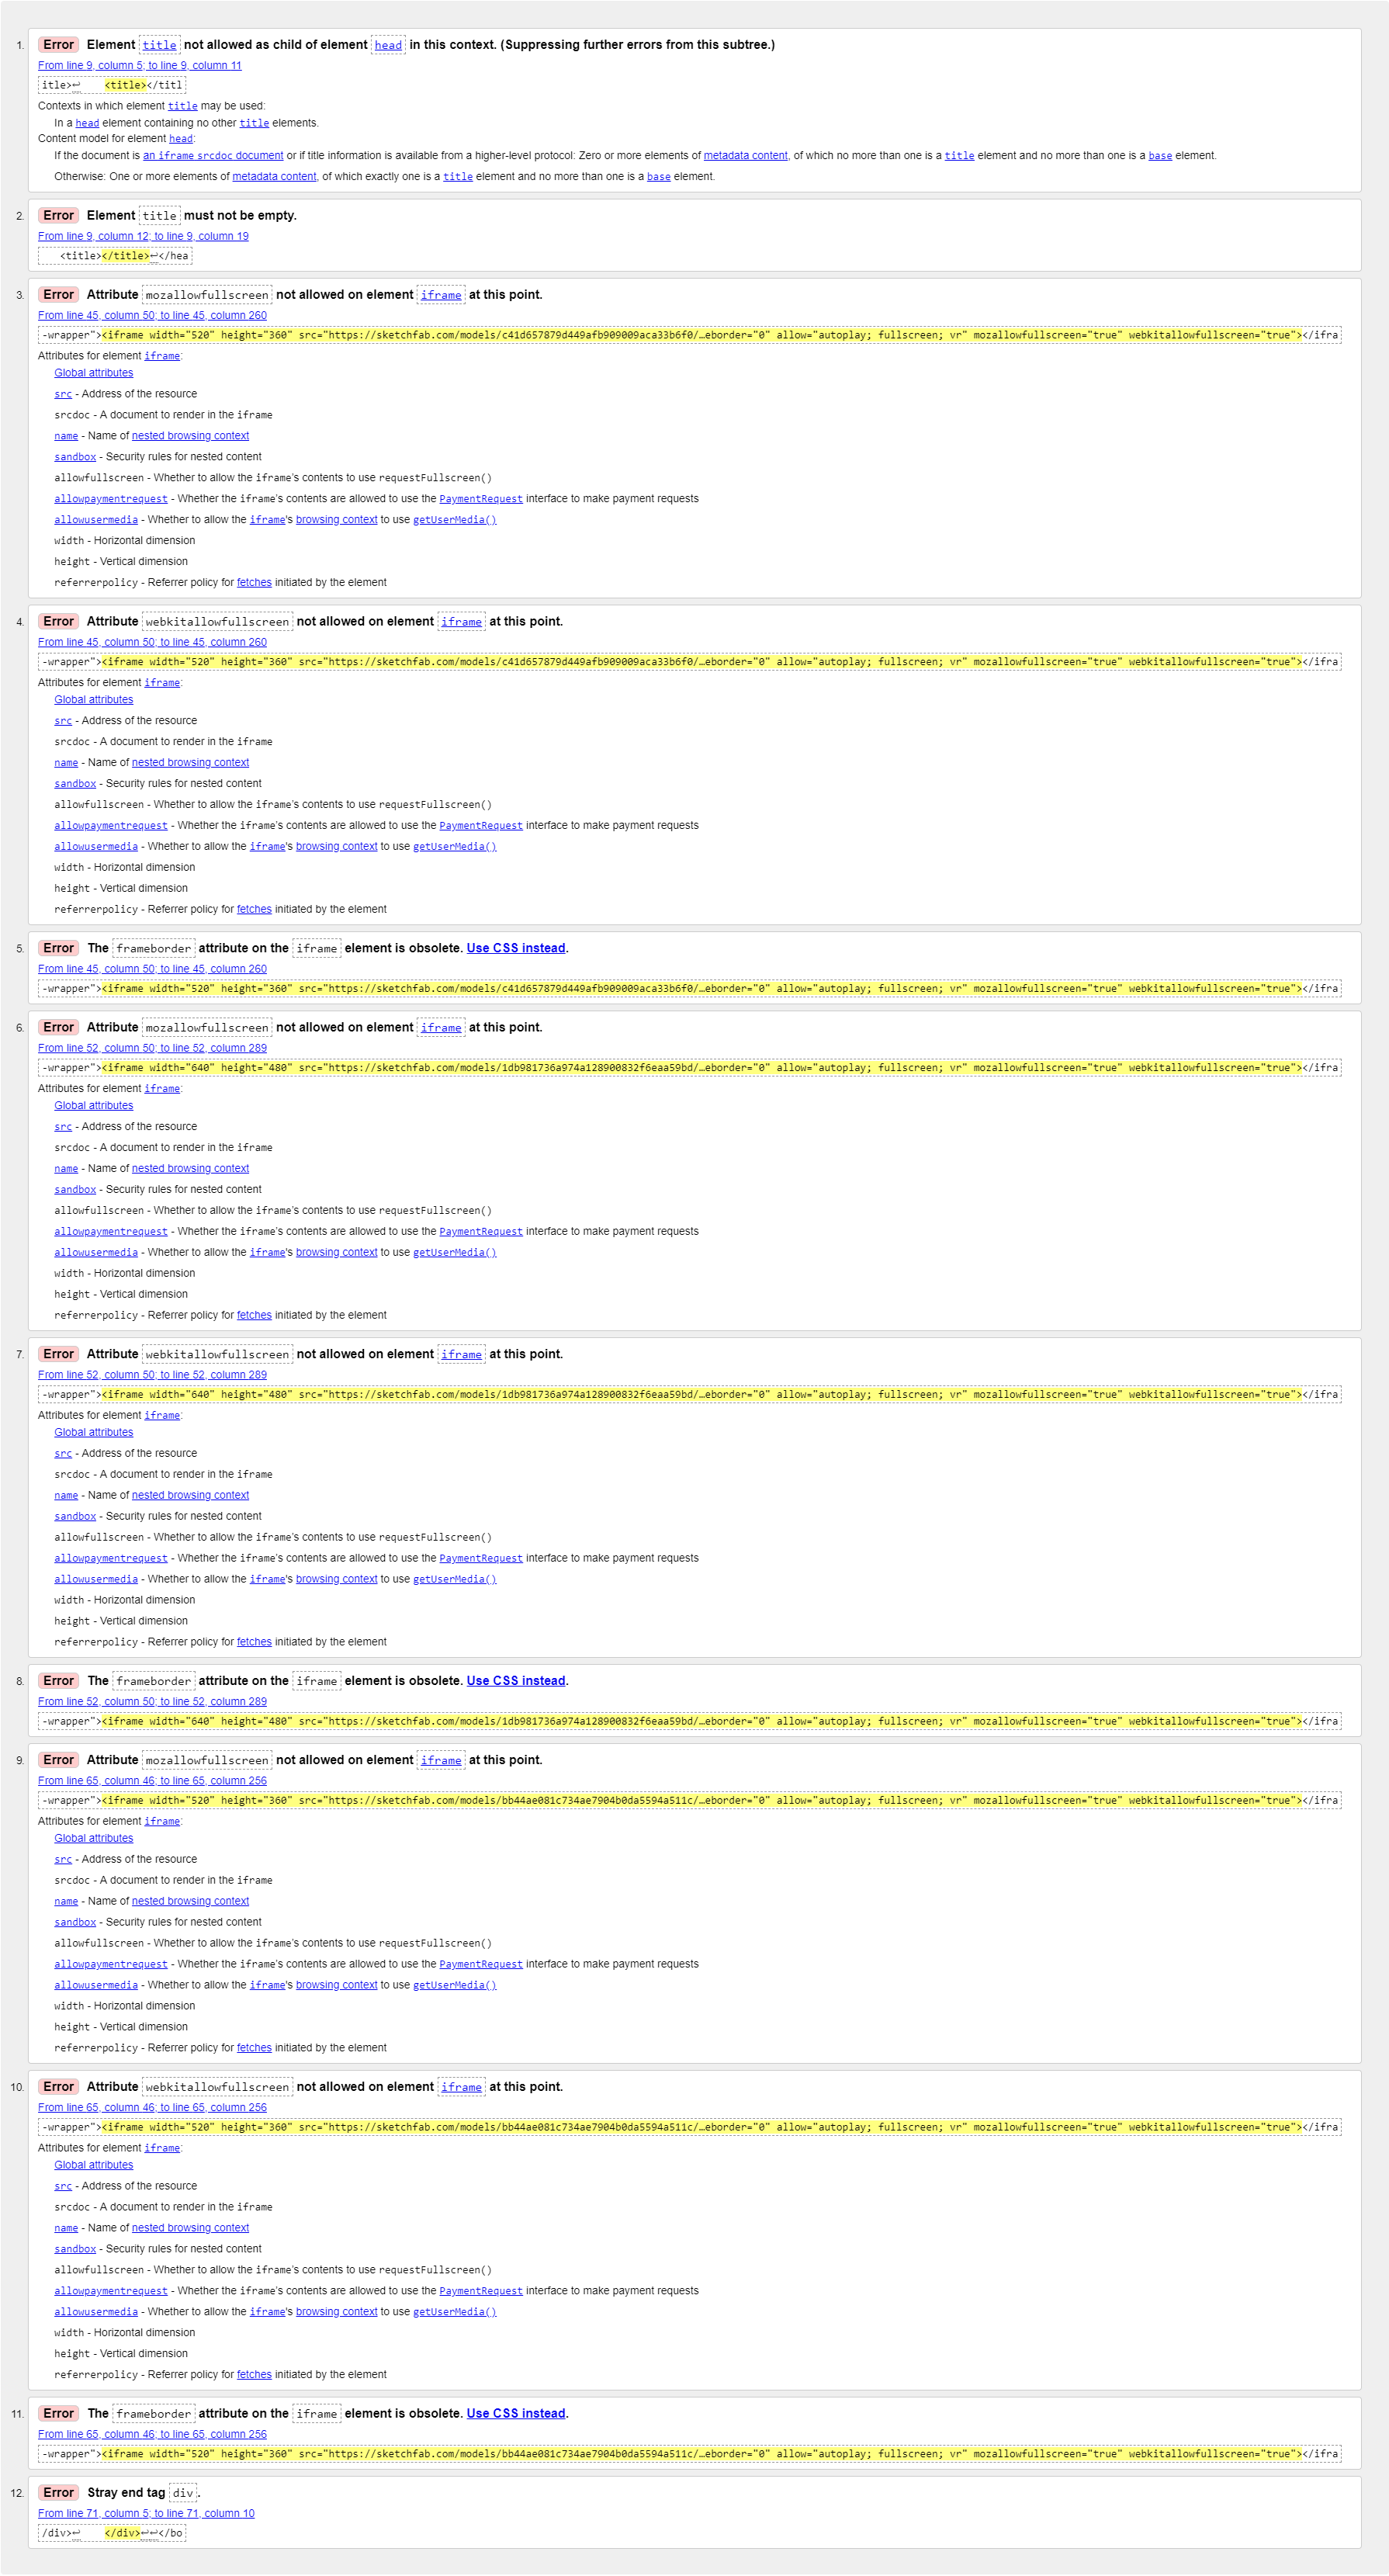 1. Error Element title not allowed as child of element head in this context. (Suppressing further errors from this subtree.)
From line 9, column 5; to line 9, column 11
itle>↩    <title></titl
Contexts in which element title may be used:
In a head element containing no other title elements.
Content model for element head:
If the document is an iframe srcdoc document or if title information is available from a higher-level protocol: Zero or more elements of metadata content, of which no more than one is a title element and no more than one is a base element.
Otherwise: One or more elements of metadata content, of which exactly one is a title element and no more than one is a base element.
2. Error Element title must not be empty.
From line 9, column 12; to line 9, column 19
<title></title>↩</hea
3. Error Attribute mozallowfullscreen not allowed on element iframe at this point.
From line 45, column 50; to line 45, column 260
-wrapper"><iframe width="520" height="360" src="https://sketchfab.com/models/c41d657879d449afb909009aca33b6f0/…eborder="0" allow="autoplay; fullscreen; vr" mozallowfullscreen="true" webkitallowfullscreen="true"></ifra
Attributes for element iframe:
Global attributes
src - Address of the resource
srcdoc - A document to render in the iframe
name - Name of nested browsing context
sandbox - Security rules for nested content
allowfullscreen - Whether to allow the iframe's contents to use requestFullscreen()
allowpaymentrequest - Whether the iframe's contents are allowed to use the PaymentRequest interface to make payment requests
allowusermedia - Whether to allow the iframe's browsing context to use getUserMedia()
width - Horizontal dimension
height - Vertical dimension
referrerpolicy - Referrer policy for fetches initiated by the element
4. Error Attribute webkitallowfullscreen not allowed on element iframe at this point.
From line 45, column 50; to line 45, column 260
-wrapper"><iframe width="520" height="360" src="https://sketchfab.com/models/c41d657879d449afb909009aca33b6f0/…eborder="0" allow="autoplay; fullscreen; vr" mozallowfullscreen="true" webkitallowfullscreen="true"></ifra
Attributes for element iframe:
Global attributes
src - Address of the resource
srcdoc - A document to render in the iframe
name - Name of nested browsing context
sandbox - Security rules for nested content
allowfullscreen - Whether to allow the iframe's contents to use requestFullscreen()
allowpaymentrequest - Whether the iframe's contents are allowed to use the PaymentRequest interface to make payment requests
allowusermedia - Whether to allow the iframe's browsing context to use getUserMedia()
width - Horizontal dimension
height - Vertical dimension
referrerpolicy - Referrer policy for fetches initiated by the element
5. Error The frameborder attribute on the iframe element is obsolete. Use CSS instead.
From line 45, column 50; to line 45, column 260
-wrapper"><iframe width="520" height="360" src="https://sketchfab.com/models/c41d657879d449afb909009aca33b6f0/…eborder="0" allow="autoplay; fullscreen; vr" mozallowfullscreen="true" webkitallowfullscreen="true"></ifra
6. Error Attribute mozallowfullscreen not allowed on element iframe at this point.
From line 52, column 50; to line 52, column 289
-wrapper"><iframe width="640" height="480" src="https://sketchfab.com/models/1db981736a974a128900832f6eaa59bd/…eborder="0" allow="autoplay; fullscreen; vr" mozallowfullscreen="true" webkitallowfullscreen="true"></ifra
Attributes for element iframe:
Global attributes
src - Address of the resource
srcdoc - A document to render in the iframe
name - Name of nested browsing context
sandbox - Security rules for nested content
allowfullscreen - Whether to allow the iframe's contents to use requestFullscreen()
allowpaymentrequest - Whether the iframe's contents are allowed to use the PaymentRequest interface to make payment requests
allowusermedia - Whether to allow the iframe's browsing context to use getUserMedia()
width - Horizontal dimension
height - Vertical dimension
referrerpolicy - Referrer policy for fetches initiated by the element
7. Error Attribute webkitallowfullscreen not allowed on element iframe at this point.
From line 52, column 50; to line 52, column 289
-wrapper"><iframe width="640" height="480" src="https://sketchfab.com/models/1db981736a974a128900832f6eaa59bd/…eborder="0" allow="autoplay; fullscreen; vr" mozallowfullscreen="true" webkitallowfullscreen="true"></ifra
Attributes for element iframe:
Global attributes
src - Address of the resource
srcdoc - A document to render in the iframe
name - Name of nested browsing context
sandbox - Security rules for nested content
allowfullscreen - Whether to allow the iframe's contents to use requestFullscreen()
allowpaymentrequest - Whether the iframe's contents are allowed to use the PaymentRequest interface to make payment requests
allowusermedia - Whether to allow the iframe's browsing context to use getUserMedia()
width - Horizontal dimension
height - Vertical dimension
referrerpolicy - Referrer policy for fetches initiated by the element
8. Error The frameborder attribute on the iframe element is obsolete. Use CSS instead.
From line 52, column 50; to line 52, column 289
-wrapper"><iframe width="640" height="480" src="https://sketchfab.com/models/1db981736a974a128900832f6eaa59bd/…eborder="0" allow="autoplay; fullscreen; vr" mozallowfullscreen="true" webkitallowfullscreen="true"></ifra
9. Error Attribute mozallowfullscreen not allowed on element iframe at this point.
From line 65, column 46; to line 65, column 256
-wrapper"><iframe width="520" height="360" src="https://sketchfab.com/models/bb44ae081c734ae7904b0da5594a511c/…eborder="0" allow="autoplay; fullscreen; vr" mozallowfullscreen="true" webkitallowfullscreen="true"></ifra
Attributes for element iframe:
Global attributes
src - Address of the resource
srcdoc - A document to render in the iframe
name - Name of nested browsing context
sandbox - Security rules for nested content
allowfullscreen - Whether to allow the iframe's contents to use requestFullscreen()
allowpaymentrequest - Whether the iframe's contents are allowed to use the PaymentRequest interface to make payment requests
allowusermedia - Whether to allow the iframe's browsing context to use getUserMedia()
width - Horizontal dimension
height - Vertical dimension
referrerpolicy - Referrer policy for fetches initiated by the element
10. Error Attribute webkitallowfullscreen not allowed on element iframe at this point.
From line 65, column 46; to line 65, column 256
-wrapper"><iframe width="520" height="360" src="https://sketchfab.com/models/bb44ae081c734ae7904b0da5594a511c/…eborder="0" allow="autoplay; fullscreen; vr" mozallowfullscreen="true" webkitallowfullscreen="true"></ifra
Attributes for element iframe:
Global attributes
src - Address of the resource
srcdoc - A document to render in the iframe
name - Name of nested browsing context
sandbox - Security rules for nested content
allowfullscreen - Whether to allow the iframe's contents to use requestFullscreen()
allowpaymentrequest - Whether the iframe's contents are allowed to use the PaymentRequest interface to make payment requests
allowusermedia - Whether to allow the iframe's browsing context to use getUserMedia()
width - Horizontal dimension
height - Vertical dimension
referrerpolicy - Referrer policy for fetches initiated by the element
11. Error The frameborder attribute on the iframe element is obsolete. Use CSS instead.
From line 65, column 46; to line 65, column 256
-wrapper"><iframe width="520" height="360" src="https://sketchfab.com/models/bb44ae081c734ae7904b0da5594a511c/…eborder="0" allow="autoplay; fullscreen; vr" mozallowfullscreen="true" webkitallowfullscreen="true"></ifra
12. Error Stray end tag div.
From line 71, column 5; to line 71, column 10
/div>↩    </div>↩↩</bo